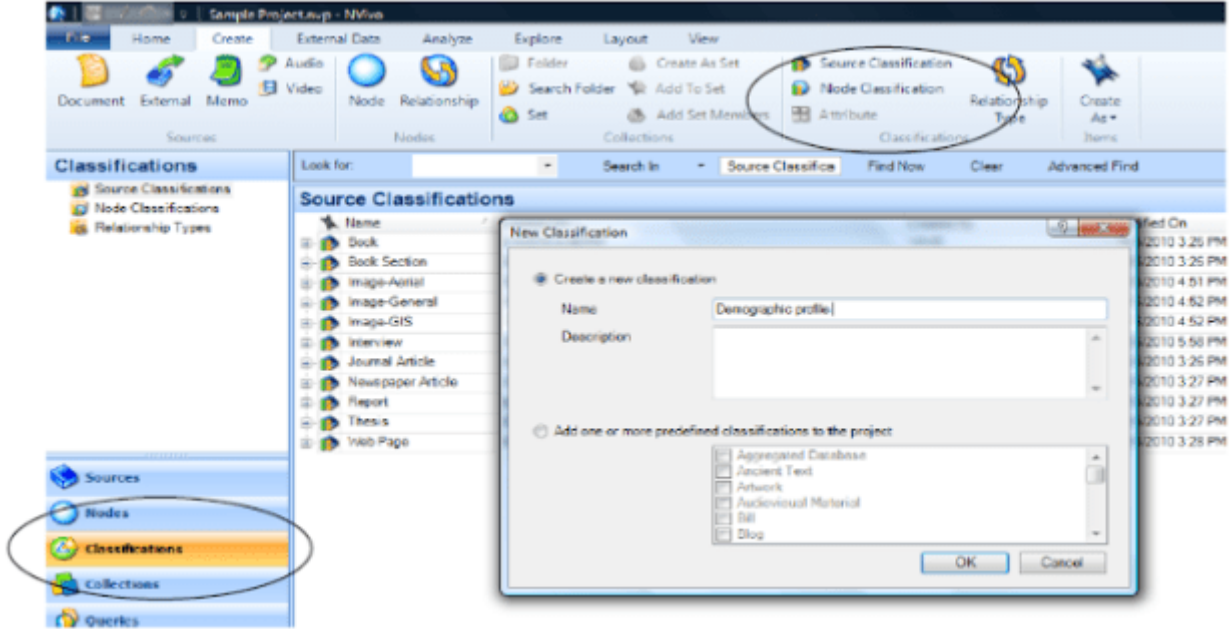 Sample Project.nvp - NVivo
File Home Create External Data Analyze Explore Layout View
Document External Memo Audio Video
Node Relationship
Folder Create As Set
Search Folder Add To Set
Set Add Set Members
Source Classification
Node Classification
Attribute
Relationship Type
Create As
Sources Nodes Collections Classifications Items
Classifications
Look for: Search In Source Classifica Find Now Clear Advanced Find
Source Classifications
Node Classifications
Relationship Types
Source Classifications
Name
Book
Book Section
Image-Aerial
Image-General
Image-GIS
Interview
Journal Article
Newspaper Article
Report
Thesis
Web Page
fied On
/2010 3:26 PM
/2010 3:26 PM
/2010 4:51 PM
/2010 4:52 PM
/2010 4:52 PM
/2010 5:58 PM
/2010 3:26 PM
/2010 3:27 PM
/2010 3:27 PM
/2010 3:27 PM
/2010 3:28 PM
New Classification
Create a new classification
Name Demographic profile
Description
Add one or more predefined classifications to the project
Aggregated Database
Ancient Text
Artwork
Audiovisual Material
Bill
Blog
OK Cancel
Sources
Nodes
Classifications
Collections
Queries